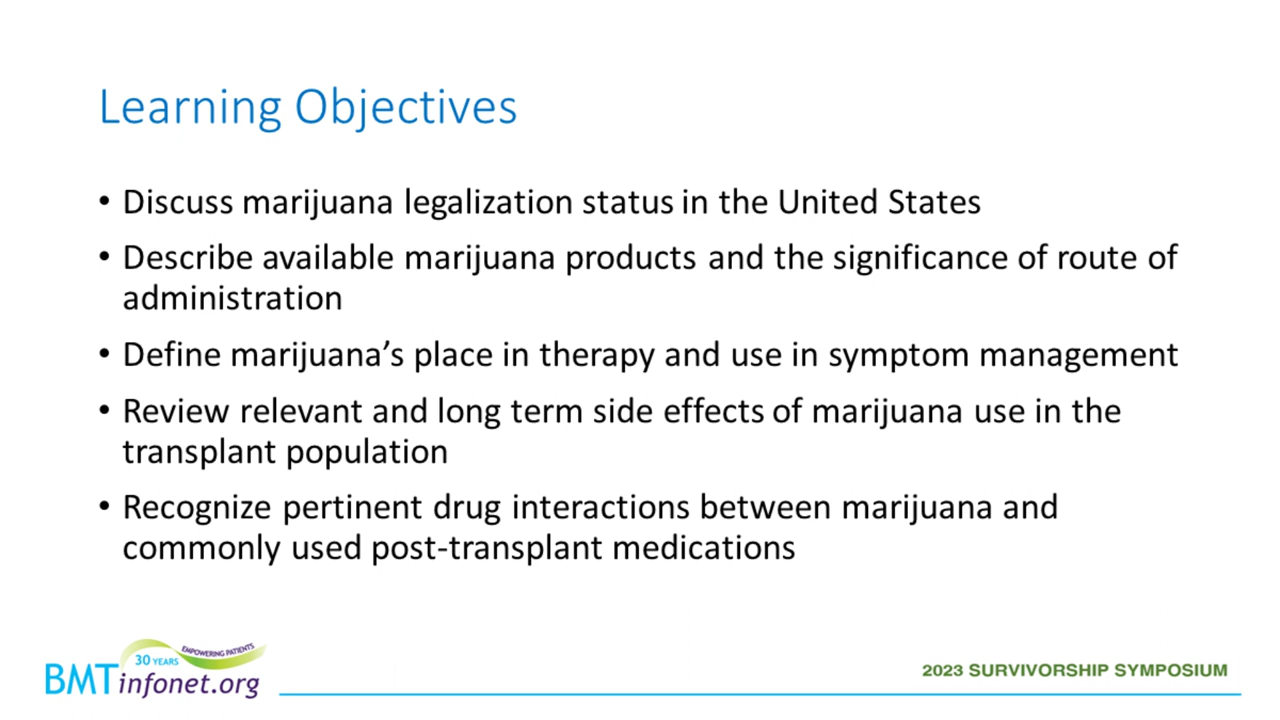 Learning Objectives
• Discuss marijuana legalization status in the United States
• Describe available marijuana products and the significance of route of
administration
• Define marijuana’s place in therapy and use in symptom management
• Review relevant and long term side effects of marijuana use in the
transplant population
• Recognize pertinent drug interactions between marijuana and
commonly used post-transplant medications
30 YEARS EMPOWERING PATIENTS
BMTinfonet.org
2023 SURVIVORSHIP SYMPOSIUM